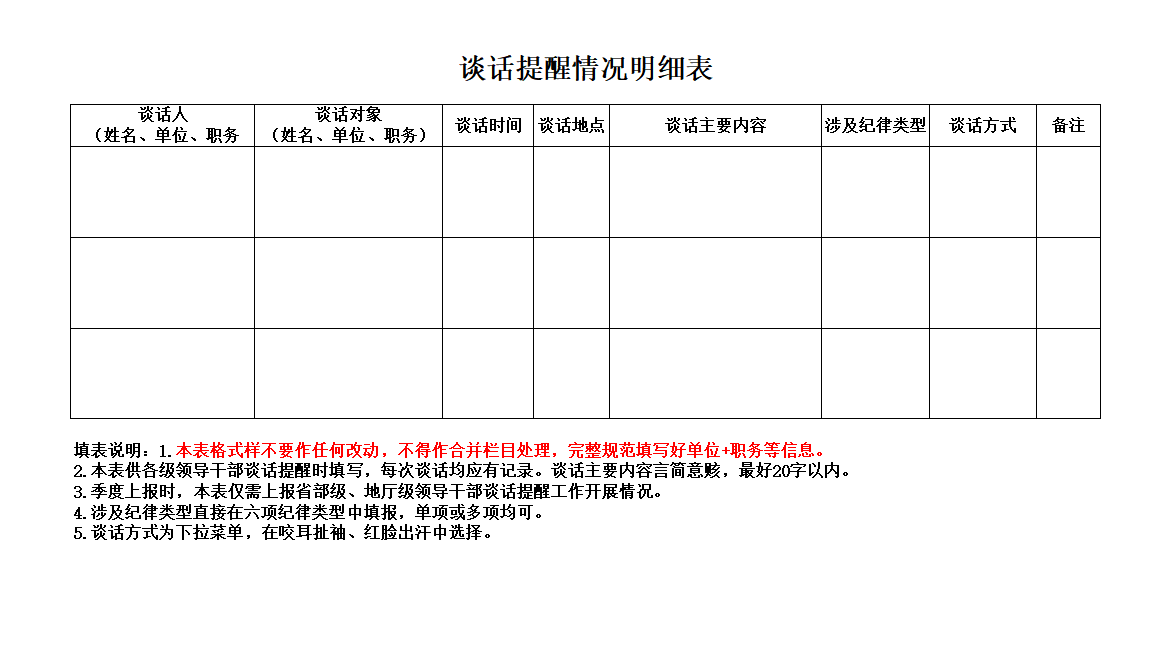 谈话提醒情况明细表
谈话人
（姓名、单位、职务
谈话对象
（姓名、单位、职务）
谈话时间
谈话地点
谈话主要内容
涉及纪律类型
谈话方式
备注
填表说明：1.本表格式样不要作任何改动，不得作合并栏目处理，完整规范填写好单位+职务等信息。
2.本表供各级领导干部谈话提醒时填写，每次谈话均应有记录。谈话主要内容言简意赅，最好20字以内。
3.季度上报时，本表仅需上报省部级、地厅级领导干部谈话提醒工作开展情况。
4.涉及纪律类型直接在六项纪律类型中填报，单项或多项均可。
5.谈话方式为下拉菜单，在咬耳扯袖、红脸出汗中选择。